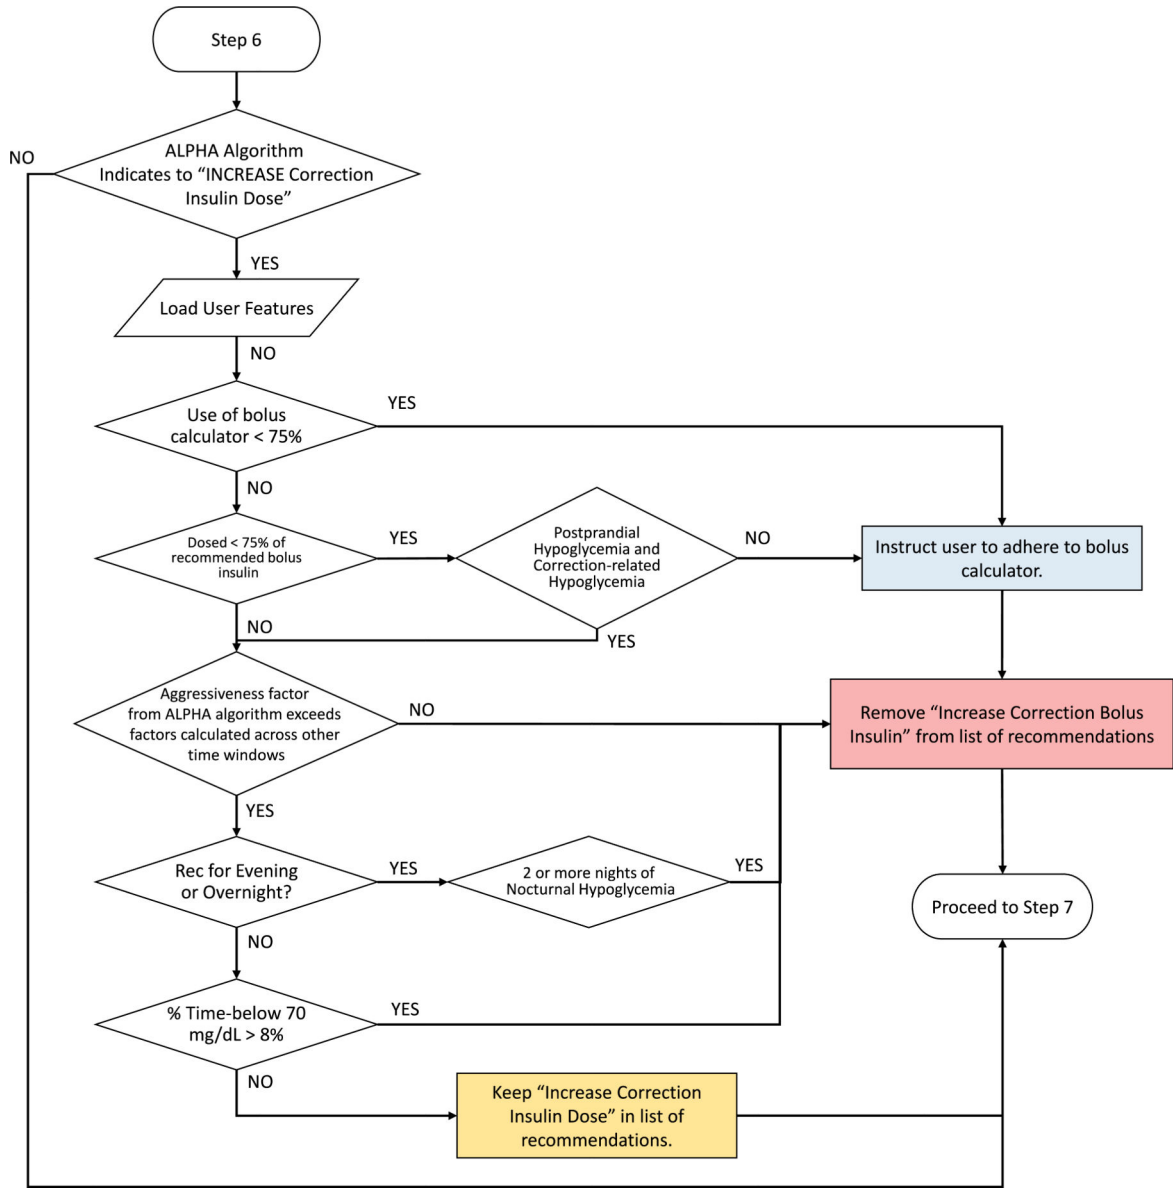 Step 6
NO
ALPHA Algorithm
Indicates to “INCREASE Correction
Insulin Dose”
YES
Load User Features
NO
Use of bolus
calculator < 75%
YES
NO
Dosed < 75% of
recommended bolus
insulin
YES
Postprandial
Hypoglycemia and
Correction-related
Hypoglycemia
NO
Instruct user to adhere to bolus
calculator.
NO
YES
Aggressiveness factor
from ALPHA algorithm exceeds
factors calculated across other
time windows
NO
Remove “Increase Correction Bolus
Insulin” from list of recommendations
YES
Rec for Evening
or Overnight?
YES
2 or more nights of
Nocturnal Hypoglycemia
YES
Proceed to Step 7
NO
% Time-below 70
mg/dL > 8%
YES
NO
Keep “Increase Correction
Insulin Dose” in list of
recommendations.